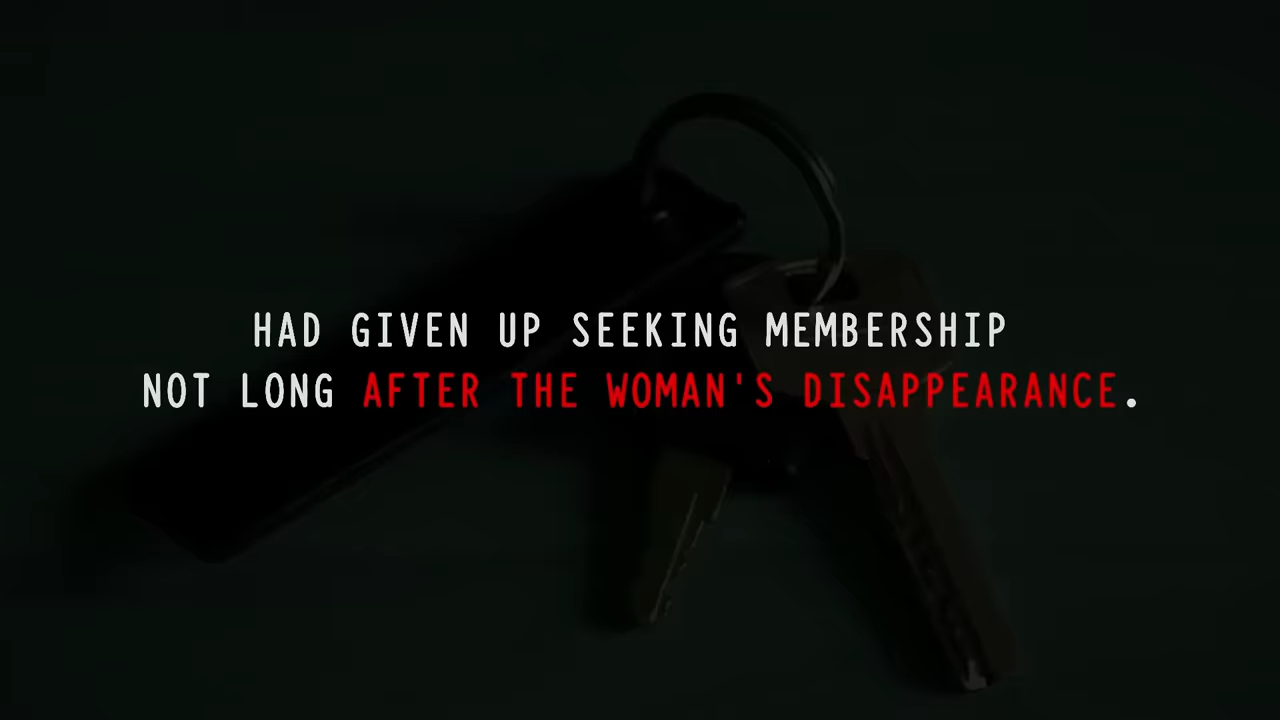 HAD GIVEN UP SEEKING MEMBERSHIP
NOT LONG AFTER THE WOMAN'S DISAPPEARANCE.